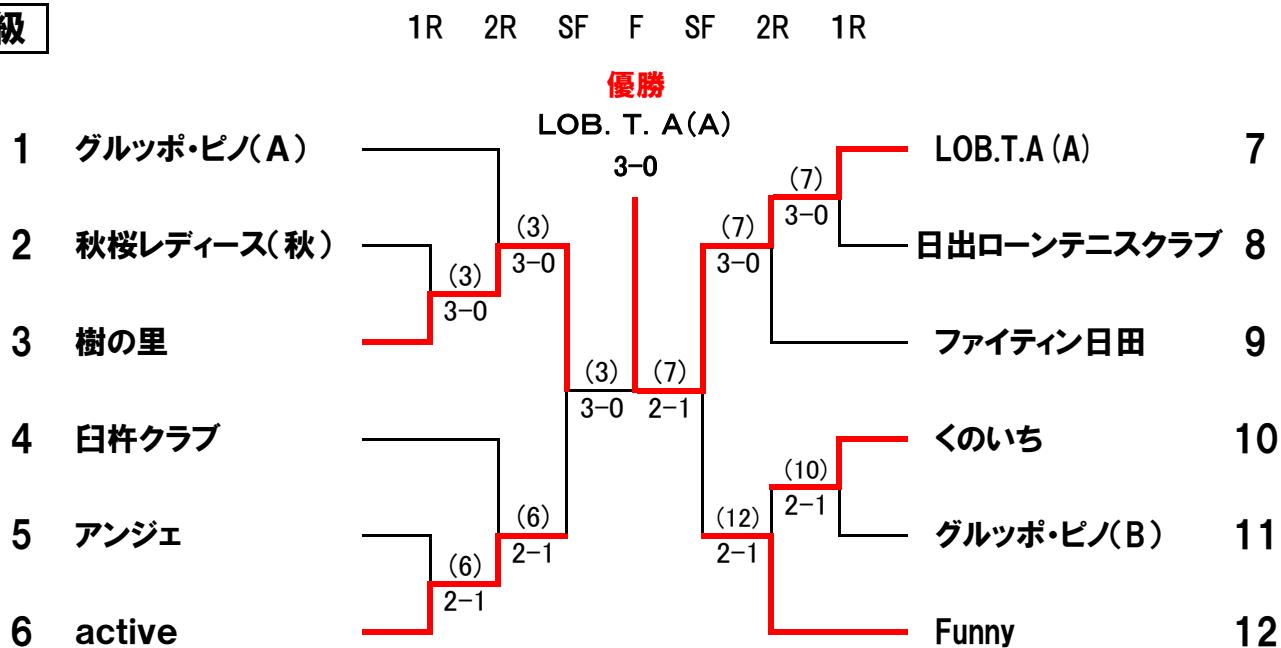 級
1R 2R SF F SF 2R 1R
優勝
LOB. T. A(A)
3-0
1 グルッポ・ピノ(A)
2 秋桜レディース(秋)
3 樹の里
4 臼杵クラブ
5 アンジェ
6 active
(3)
3-0
(3)
3-0
(6)
2-1
(6)
2-1
(3)
3-0
(7)
2-1
(7)
3-0
(7)
3-0
(12)
2-1
(10)
2-1
LOB.T.A (A) 7
日出ローンテニスクラブ 8
ファイティン日田 9
くのいち 10
グルッポ・ピノ(B) 11
Funny 12